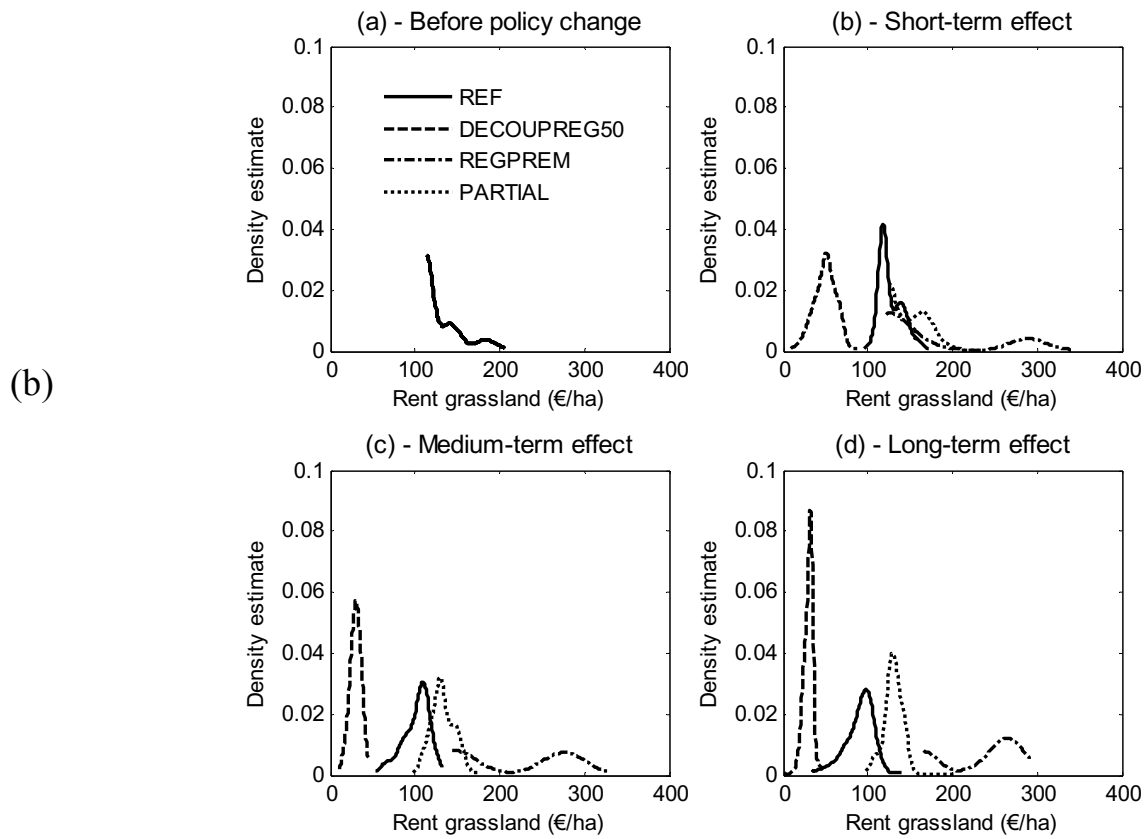 (b)
(a) - Before policy change
0.1
0.08
0.06
0.04
0.02
0
Density estimate
REF
DECOUPREG50
REGPREM
PARTIAL
0 100 200 300 400
Rent grassland (€/ha)
(b) - Short-term effect
0.1
0.08
0.06
0.04
0.02
0
Density estimate
0 100 200 300 400
Rent grassland (€/ha)
(c) - Medium-term effect
0.1
0.08
0.06
0.04
0.02
0
Density estimate
0 100 200 300 400
Rent grassland (€/ha)
(d) - Long-term effect
0.1
0.08
0.06
0.04
0.02
0
Density estimate
0 100 200 300 400
Rent grassland (€/ha)